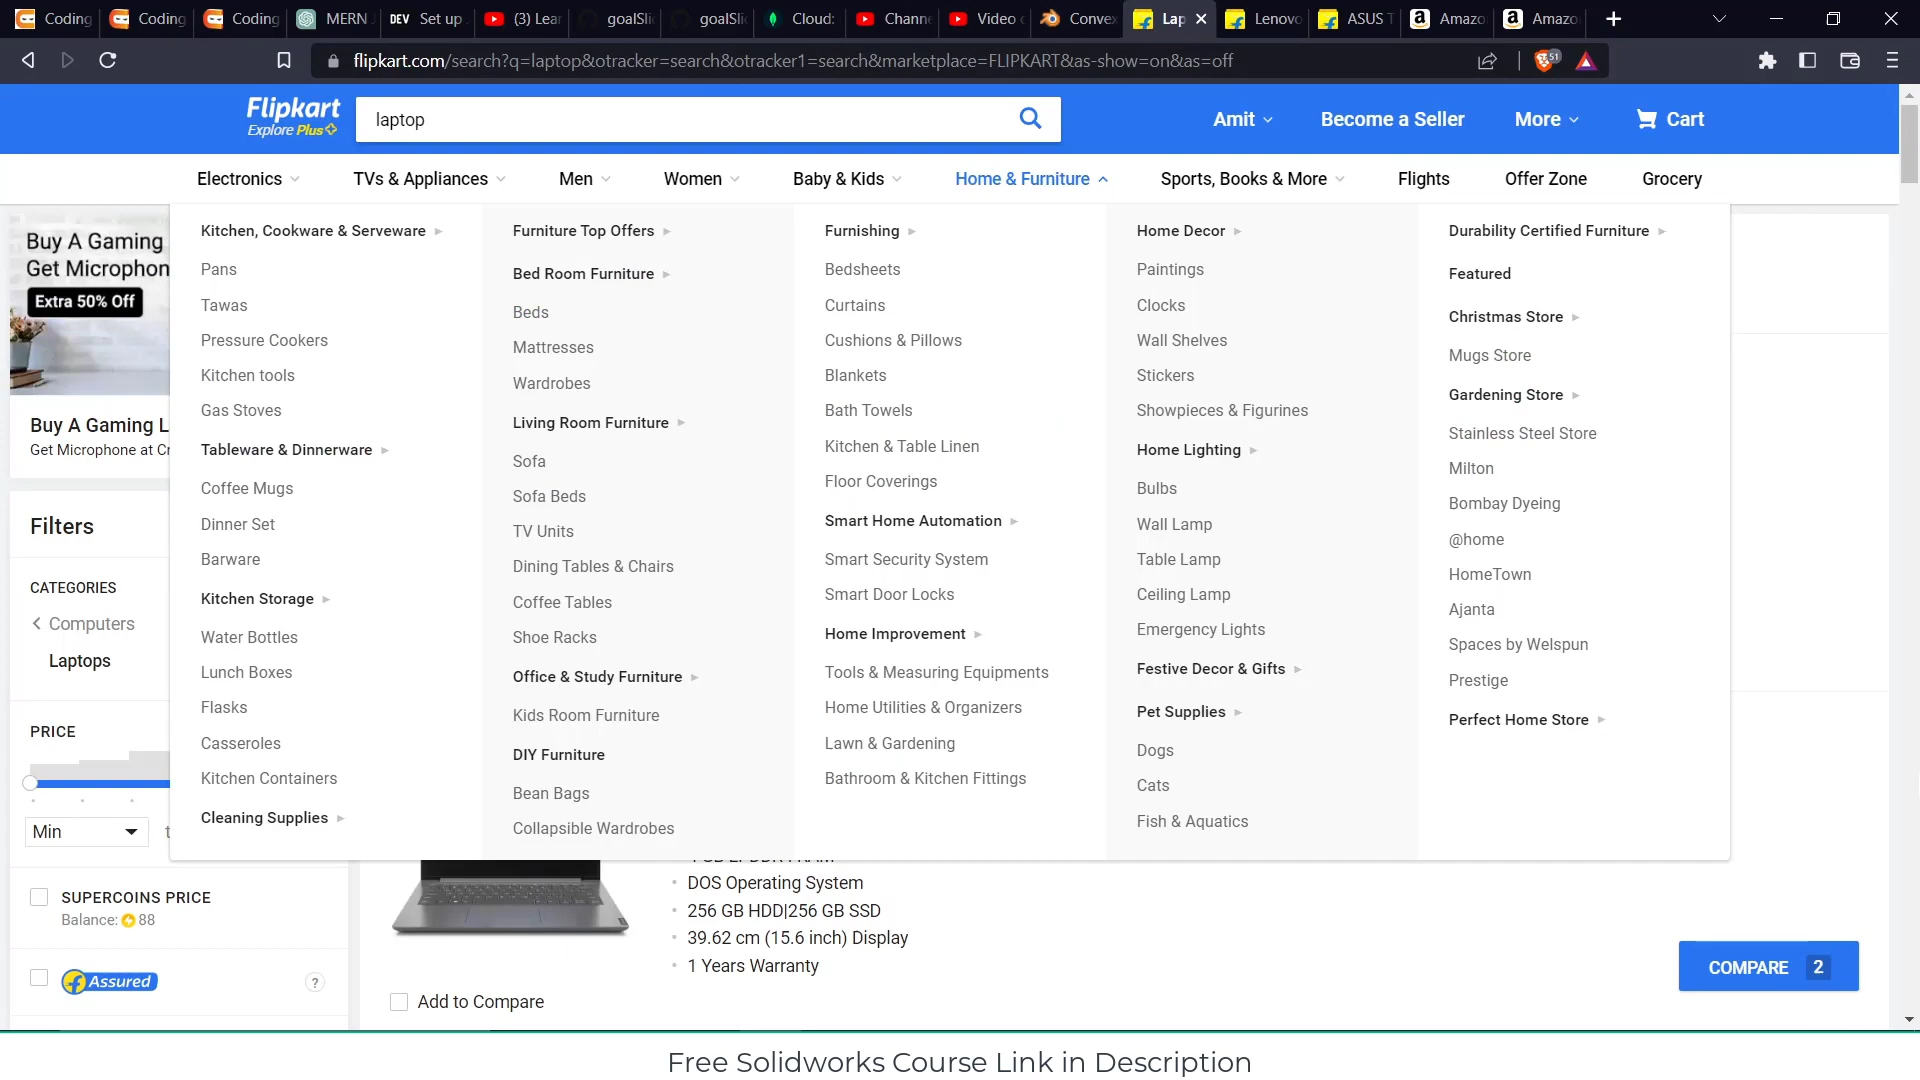 Coding
Coding
Coding
MERN
DEV Set up
(3) Lear
goalSlic
goalSlic
Cloud:
Chann
Video c
Convex
Lap
Lenovo
ASUS T
Amazo
Amazo
flipkart.com/search?q=laptop&otracker=search&otracker1=search&marketplace=FLIPKART&as-show=on&as=off
51
Flipkart
Explore Plus
laptop
Amit
Become a Seller
More
Cart
Electronics
TVs & Appliances
Men
Women
Baby & Kids
Home & Furniture
Sports, Books & More
Flights
Offer Zone
Grocery
Buy A Gaming
Get Microphon
Extra 50% Off
Buy A Gaming L
Get Microphone at Cr
Filters
CATEGORIES
Computers
Laptops
PRICE
Min
t
SUPERCOINS PRICE
Balance: 88
Assured
?
Kitchen, Cookware & Serveware
Pans
Tawas
Pressure Cookers
Kitchen tools
Gas Stoves
Tableware & Dinnerware
Coffee Mugs
Dinner Set
Barware
Kitchen Storage
Water Bottles
Lunch Boxes
Flasks
Casseroles
Kitchen Containers
Cleaning Supplies
Furniture Top Offers
Bed Room Furniture
Beds
Mattresses
Wardrobes
Living Room Furniture
Sofa
Sofa Beds
TV Units
Dining Tables & Chairs
Coffee Tables
Shoe Racks
Office & Study Furniture
Kids Room Furniture
DIY Furniture
Bean Bags
Collapsible Wardrobes
Furnishing
Bedsheets
Curtains
Cushions & Pillows
Blankets
Bath Towels
Kitchen & Table Linen
Floor Coverings
Smart Home Automation
Smart Security System
Smart Door Locks
Home Improvement
Tools & Measuring Equipments
Home Utilities & Organizers
Lawn & Gardening
Bathroom & Kitchen Fittings
Home Decor
Paintings
Clocks
Wall Shelves
Stickers
Showpieces & Figurines
Home Lighting
Bulbs
Wall Lamp
Table Lamp
Ceiling Lamp
Emergency Lights
Festive Decor & Gifts
Pet Supplies
Dogs
Cats
Fish & Aquatics
Durability Certified Furniture
Featured
Christmas Store
Mugs Store
Gardening Store
Stainless Steel Store
Milton
Bombay Dyeing
@home
HomeTown
Ajanta
Spaces by Welspun
Prestige
Perfect Home Store
DOS Operating System
256 GB HDD|256 GB SSD
39.62 cm (15.6 inch) Display
1 Years Warranty
Add to Compare
COMPARE 2
Free Solidworks Course Link in Description